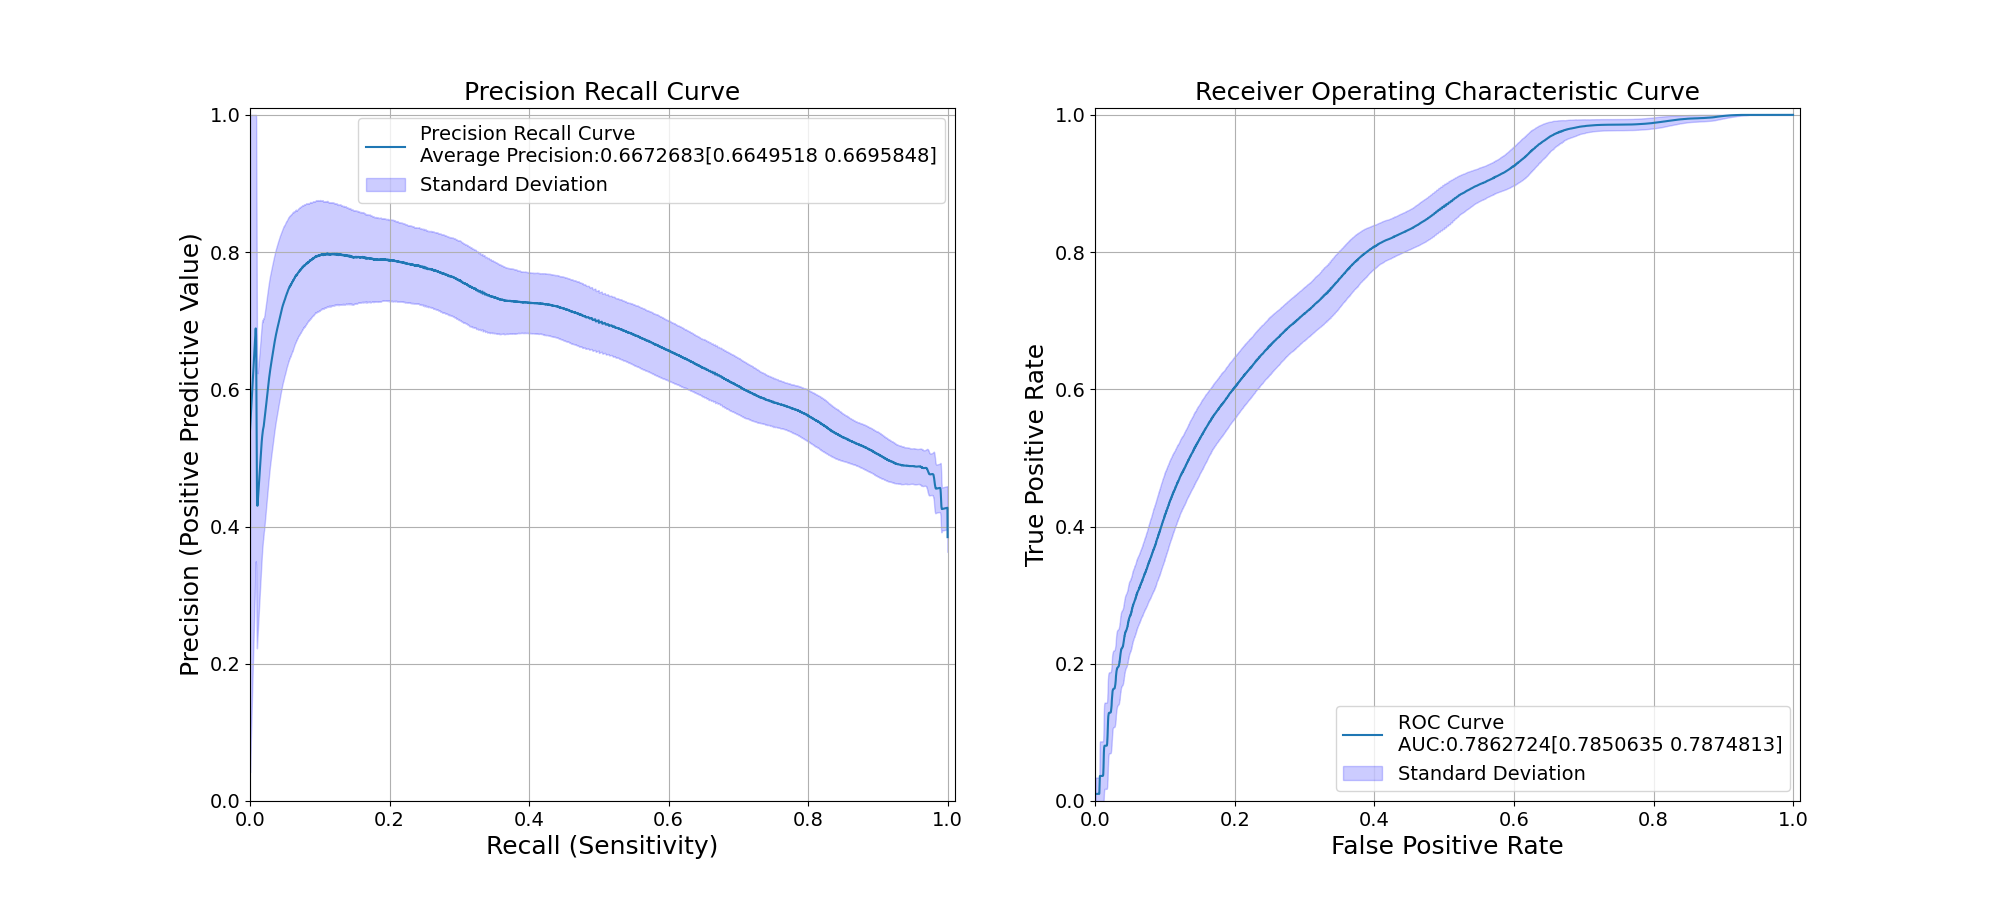 Precision Recall Curve
Precision Recall Curve
Average Precision:0.6672683[0.6649518 0.6695848]
Standard Deviation
1.0
0.8
0.6
0.4
0.2
0.0
Precision (Positive Predictive Value)
0.0 0.2 0.4 0.6 0.8 1.0
Recall (Sensitivity)
Receiver Operating Characteristic Curve
1.0
0.8
0.6
0.4
0.2
0.0
True Positive Rate
ROC Curve
AUC:0.7862724[0.7850635 0.7874813]
Standard Deviation
0.0 0.2 0.4 0.6 0.8 1.0
False Positive Rate